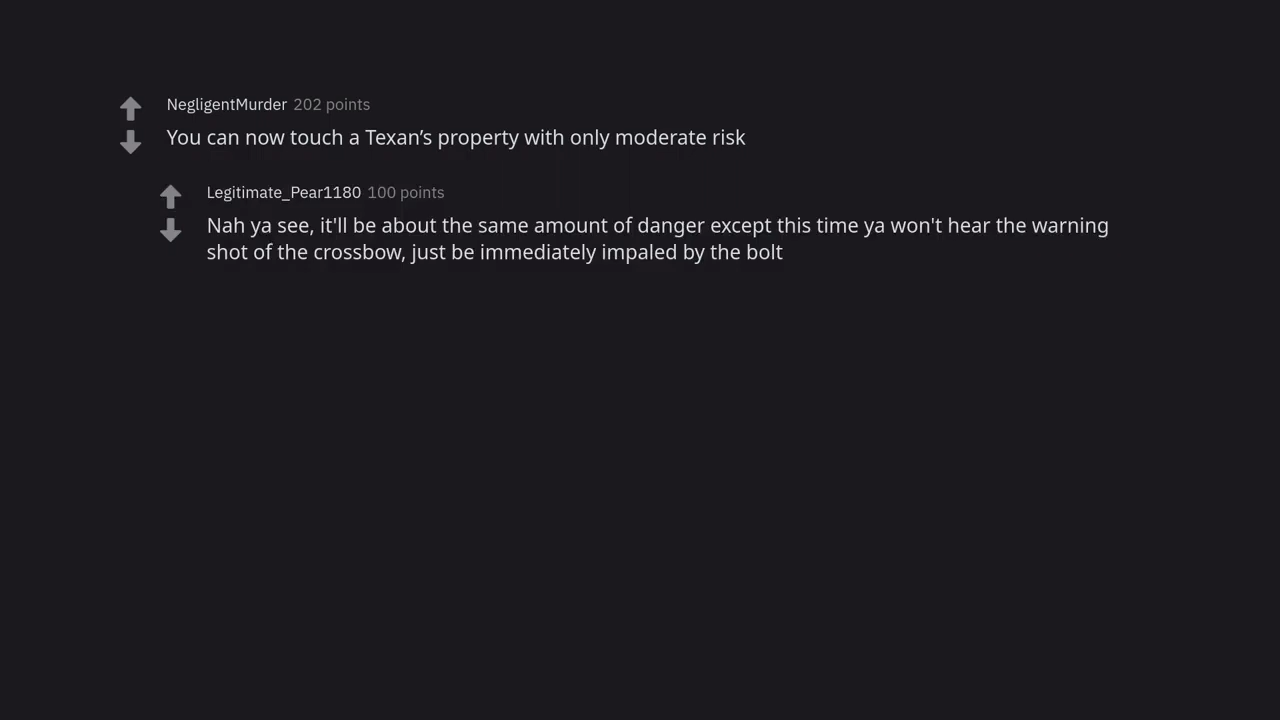 NegligentMurder 202 points
You can now touch a Texan’s property with only moderate risk
Legitimate_Pear1180 100 points
Nah ya see, it'll be about the same amount of danger except this time ya won't hear the warning
shot of the crossbow, just be immediately impaled by the bolt